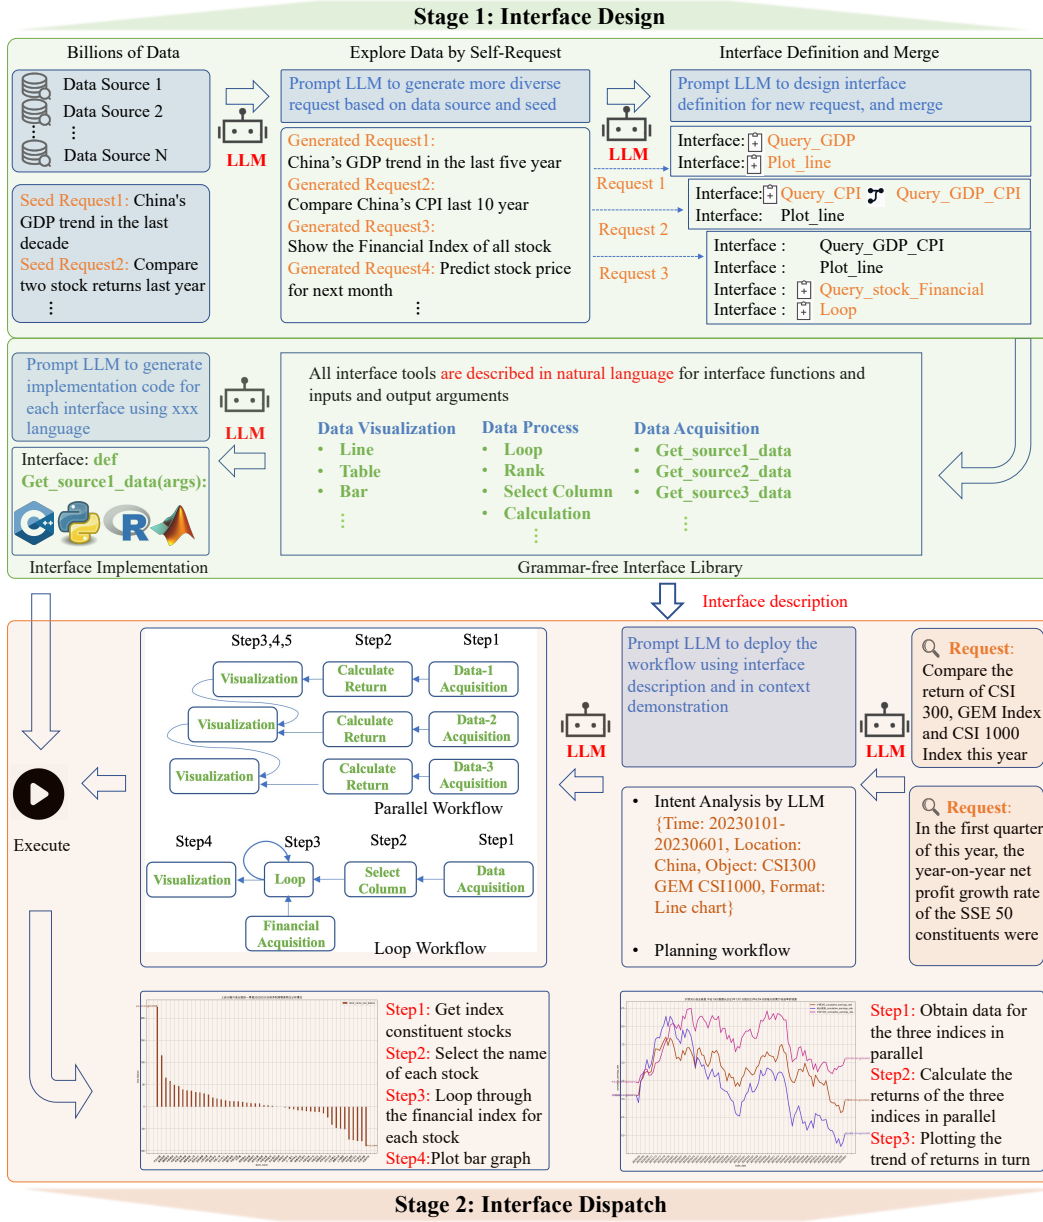 Stage 1: Interface Design
Billions of Data
Data Source 1
Data Source 2
Data Source N
Seed Request1: China's
GDP trend in the last
decade
Seed Request2: Compare
two stock returns last year
LLM
Explore Data by Self-Request
Prompt LLM to generate more diverse
request based on data source and seed
Generated Request1:
China's GDP trend in the last five year
Generated Request2:
Compare China's CPI last 10 year
Generated Request3:
Show the Financial Index of all stock
Generated Request4: Predict stock price
for next month
LLM
Request 1
Request 2
Request 3
Interface Definition and Merge
Prompt LLM to design interface
definition for new request, and merge
Interface: Query_GDP
Interface: Plot_line
Interface: Query_CPI Query_GDP_CPI
Interface: Plot_line
Interface : Query_GDP_CPI
Interface : Plot_line
Interface : Query_stock_Financial
Interface : Loop
Prompt LLM to generate
implementation code for
each interface using xxx
language
Interface: def
Get_source1_data(args):
C++
R
Interface Implementation
LLM
All interface tools are described in natural language for interface functions and
inputs and output arguments
Data Visualization
• Line
• Table
• Bar
Data Process
• Loop
• Rank
• Select Column
• Calculation
Data Acquisition
• Get_source1_data
• Get_source2_data
• Get_source3_data
Grammar-free Interface Library
Interface description
Request:
Compare the
return of CSI
300, GEM Index
and CSI 1000
Index this year
Request:
In the first quarter
of this year, the
year-on-year net
profit growth rate
of the SSE 50
constituents were
LLM
Prompt LLM to deploy the
workflow using interface
description and in context
demonstration
• Intent Analysis by LLM
{Time: 20230101-
20230601, Location:
China, Object: CSI300
GEM CSI1000, Format:
Line chart}
• Planning workflow
LLM
Step3,4,5 Step2 Step1
Visualization Calculate Return Data-1 Acquisition
Visualization Calculate Return Data-2 Acquisition
Visualization Calculate Return Data-3 Acquisition
Parallel Workflow
Step4 Step3 Step2 Step1
Visualization Loop Select Column Data Acquisition
Financial Acquisition
Loop Workflow
Execute
Step1: Get index
constituent stocks
Step2: Select the name
of each stock
Step3: Loop through
the financial index for
each stock
Step4:Plot bar graph
Step1: Obtain data for
the three indices in
parallel
Step2: Calculate the
returns of the three
indices in parallel
Step3: Plotting the
trend of returns in turn
Stage 2: Interface Dispatch